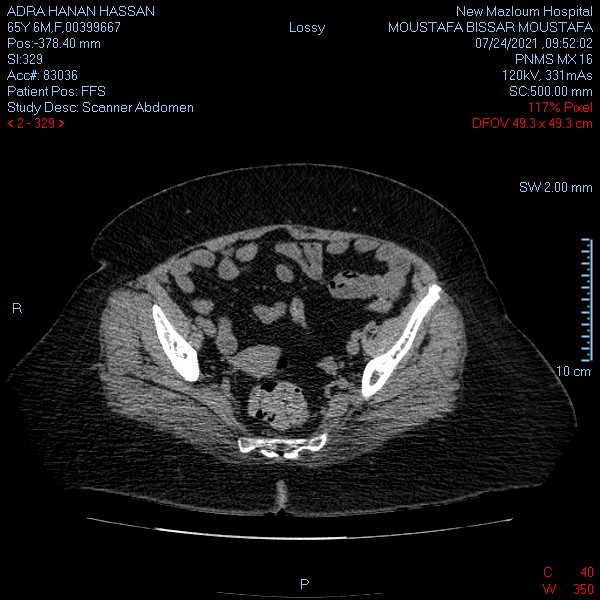 ADRA HANAN HASSAN
65Y 6M,F,00399667
Pos:-378.40 mm
SI:329
Acc#: 83036
Patient Pos: FFS
Study Desc: Scanner Abdomen
< 2 - 329 >
Lossy
New Mazloum Hospital
MOUSTAFA BISSAR MOUSTAFA
07/24/2021 ,09:52:02
PNMS MX 16
120kV, 331mAs
SC:500.00 mm
117% Pixel
DFOV 49.3 x 49.3 cm
SW 2.00 mm
R
10 cm
P
C 40
W 350